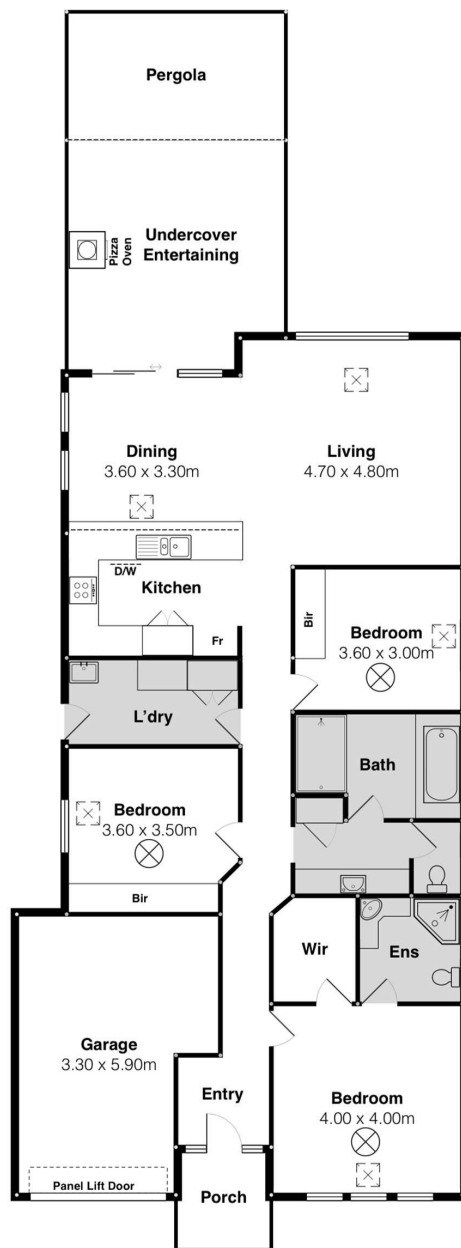 Pergola
Undercover
Entertaining
Pizza
Oven
Dining
3.60 x 3.30m
Living
4.70 x 4.80m
D/W
Kitchen
Fr
Bir
Bedroom
3.60 x 3.00m
L'dry
Bath
Bedroom
3.60 x 3.50m
Bir
Wir
Ens
Garage
3.30 x 5.90m
Entry
Bedroom
4.00 x 4.00m
Panel Lift Door
Porch